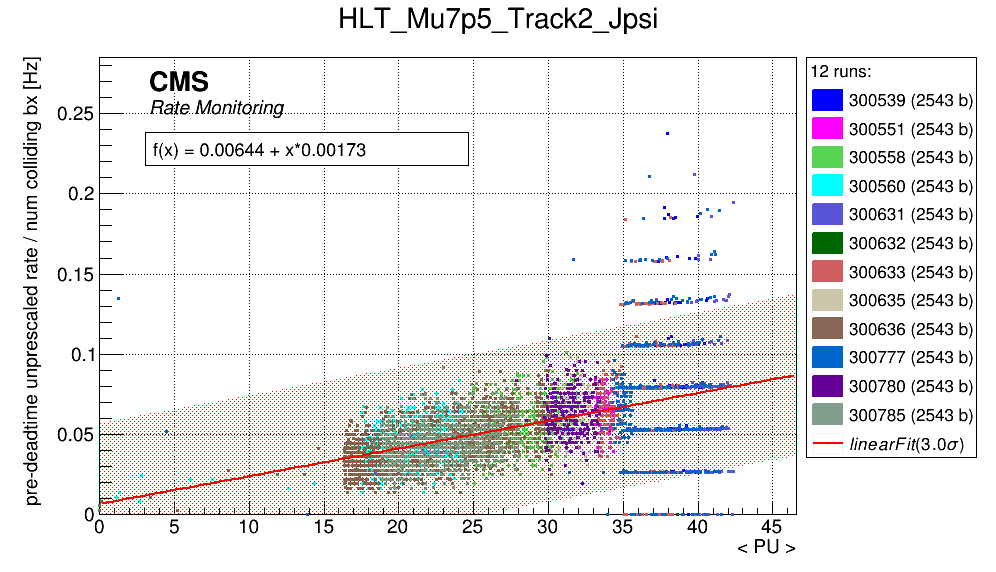 HLT_Mu7p5_Track2_Jpsi
pre-deadtime unprescaled rate / num colliding bx [Hz]
CMS
Rate Monitoring
f(x) = 0.00644 + x*0.00173
0.25
0.2
0.15
0.1
0.05
0
0 5 10 15 20 25 30 35 40 45
< PU >
12 runs:
300539 (2543 b)
300551 (2543 b)
300558 (2543 b)
300560 (2543 b)
300631 (2543 b)
300632 (2543 b)
300633 (2543 b)
300635 (2543 b)
300636 (2543 b)
300777 (2543 b)
300780 (2543 b)
300785 (2543 b)
linearFit(3.0σ)